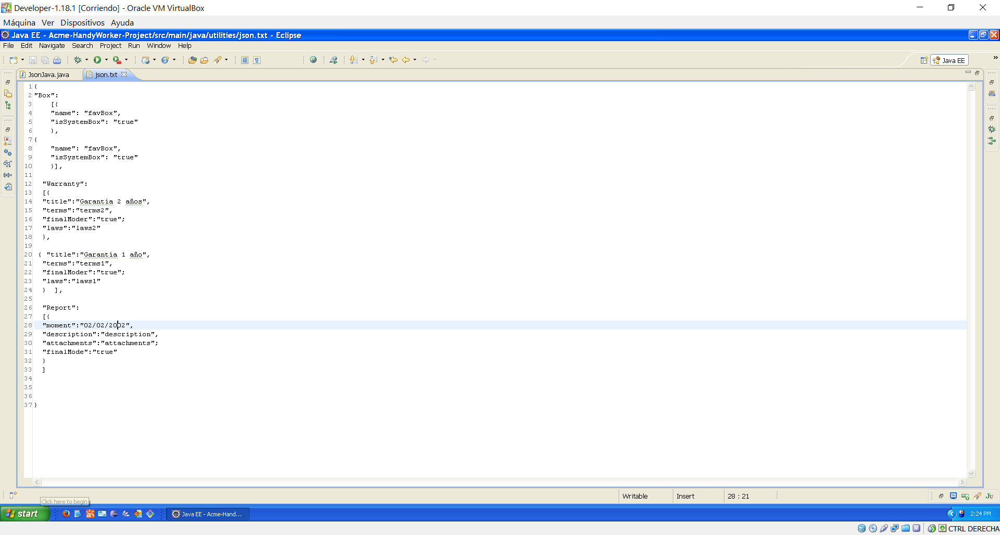 Developer-1.18.1 [Corriendo] - Oracle VM VirtualBox
Máquina Ver Dispositivos Ayuda
Java EE - Acme-HandyWorker-Project/src/main/java/utilities/json.txt - Eclipse
File Edit Navigate Search Project Run Window Help
Java EE
JsonJava.java json.txt
1 {
2 "Box":
3 [{
4 "name": "favBox",
5 "isSystemBox": "true"
6 },
7 {
8 "name": "favBox",
9 "isSystemBox": "true"
10 }],
11
12 "Warranty":
13 [{
14 "title":"Garantía 2 años",
15 "terms":"terms2",
16 "finalModer":"true";
17 "laws":"laws2"
18 },
19
20 { "title":"Garantía 1 año",
21 "terms":"terms1",
22 "finalModer":"true";
23 "laws":"laws1"
24 } ],
25
26 "Report":
27 [{
28 "moment":"02/02/2002",
29 "description":"description",
30 "attachments":"attachments";
31 "finalMode":"true"
32 }
33 ]
34
35
36
37 }
Writable Insert 28 : 21
Click here to begin
start Java EE - Acme-Hand... 2:24 PM
CTRL DERECHA